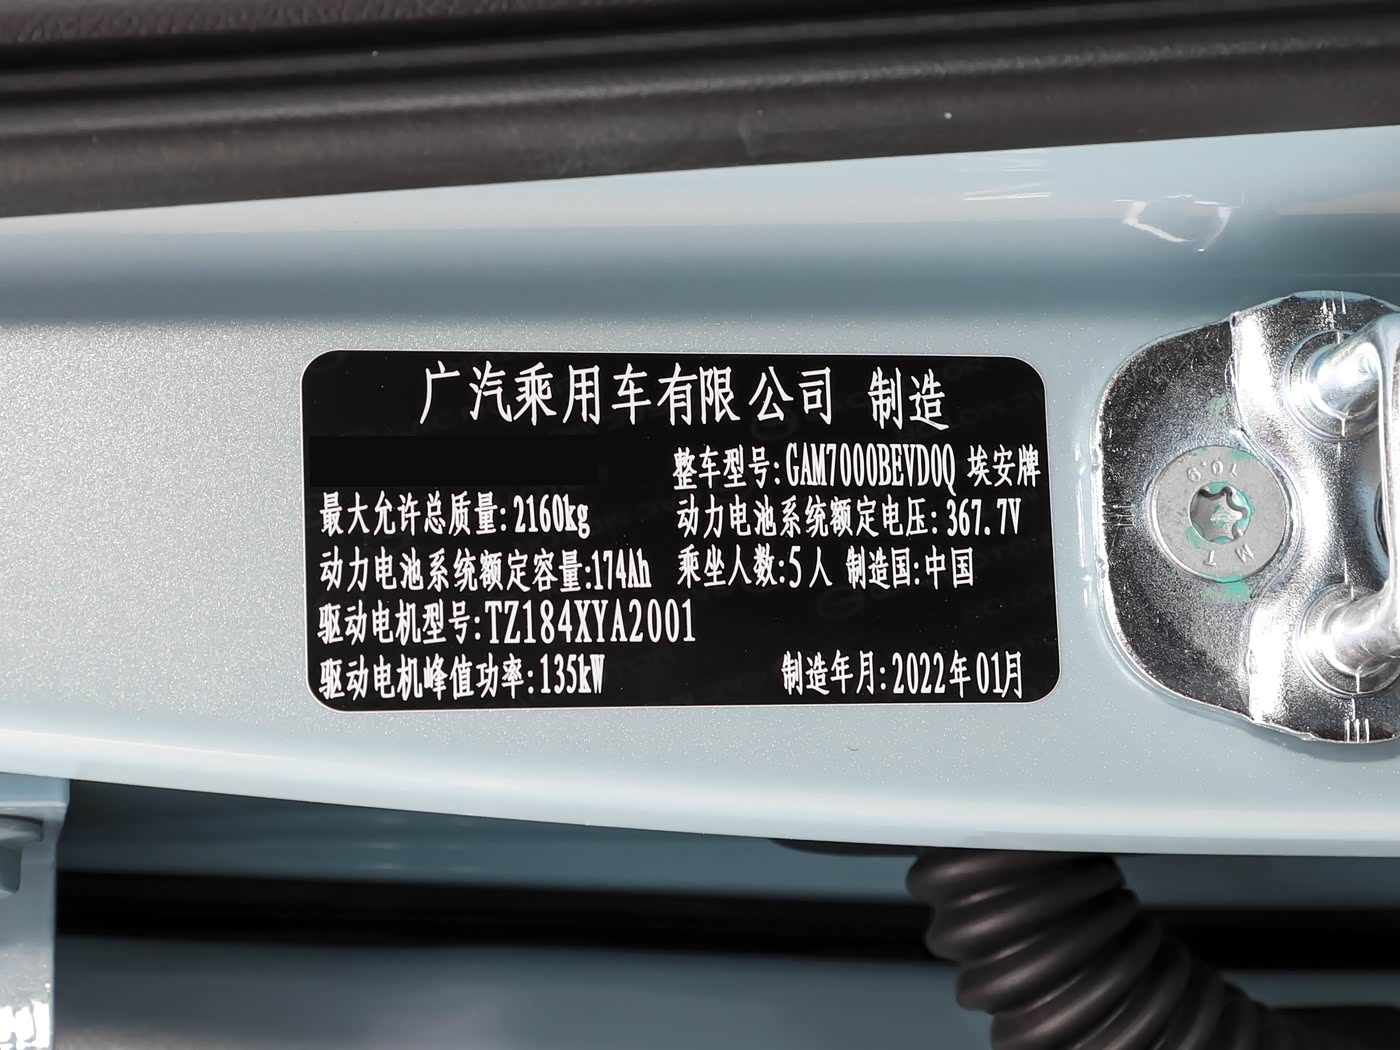 广汽乘用车有限公司 制造
整车型号:GAM7000BEVD0Q 埃安牌
最大允许总质量:2160kg 动力电池系统额定电压:367.7V
动力电池系统额定容量:174Ah 乘坐人数:5人 制造国:中国
驱动电机型号:TZ184XYA2001
驱动电机峰值功率:135kW 制造年月:2022年01月
10.9
MT